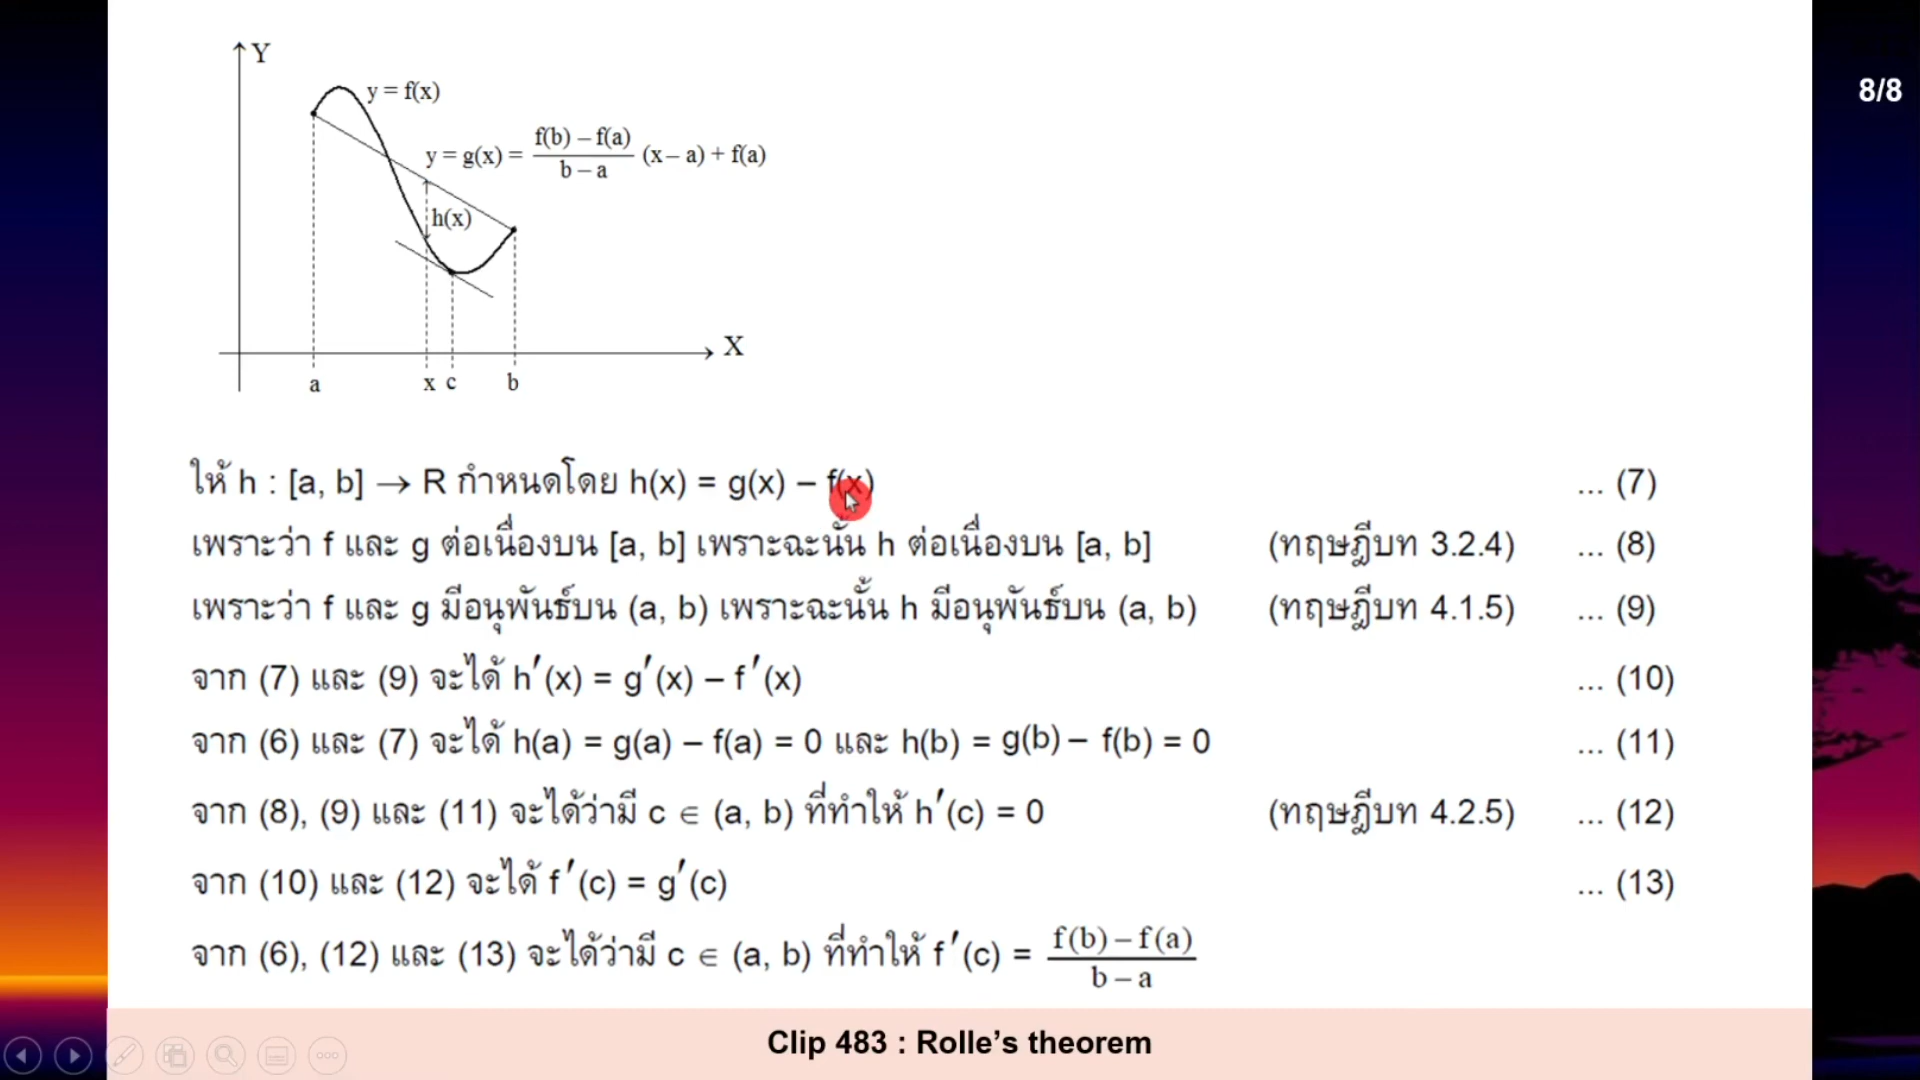 Y
8/8
y = f(x)
y = g(x) = f(b) – f(a) / b – a (x – a) + f(a)
h(x)
X
a x c b
ให้ h : [a, b] → R กำหนดโดย h(x) = g(x) – f(x) ... (7)
เพราะว่า f และ g ต่อเนื่องบน [a, b] เพราะฉะนั้น h ต่อเนื่องบน [a, b] (ทฤษฎีบท 3.2.4) ... (8)
เพราะว่า f และ g มีอนุพันธ์บน (a, b) เพราะฉะนั้น h มีอนุพันธ์บน (a, b) (ทฤษฎีบท 4.1.5) ... (9)
จาก (7) และ (9) จะได้ h′(x) = g′(x) – f ′(x) ... (10)
จาก (6) และ (7) จะได้ h(a) = g(a) – f(a) = 0 และ h(b) = g(b) – f(b) = 0 ... (11)
จาก (8), (9) และ (11) จะได้ว่ามี c ∈ (a, b) ที่ทำให้ h′(c) = 0 (ทฤษฎีบท 4.2.5) ... (12)
จาก (10) และ (12) จะได้ f ′(c) = g′(c) ... (13)
จาก (6), (12) และ (13) จะได้ว่ามี c ∈ (a, b) ที่ทำให้ f ′(c) = f(b) – f(a) / b – a
Clip 483 : Rolle’s theorem